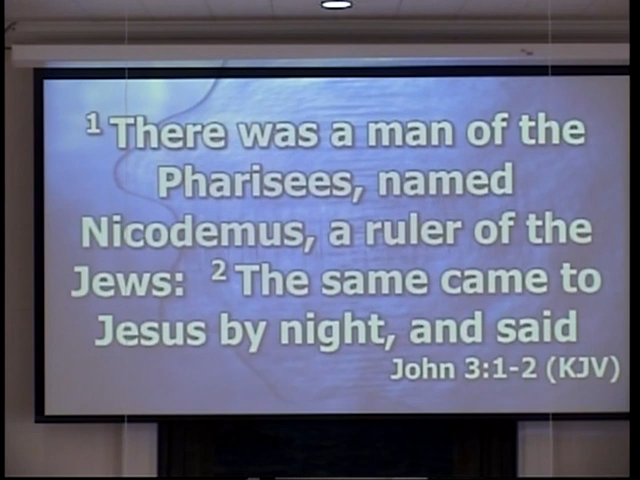 1 There was a man of the
Pharisees, named
Nicodemus, a ruler of the
Jews: 2 The same came to
Jesus by night, and said
John 3:1-2 (KJV)